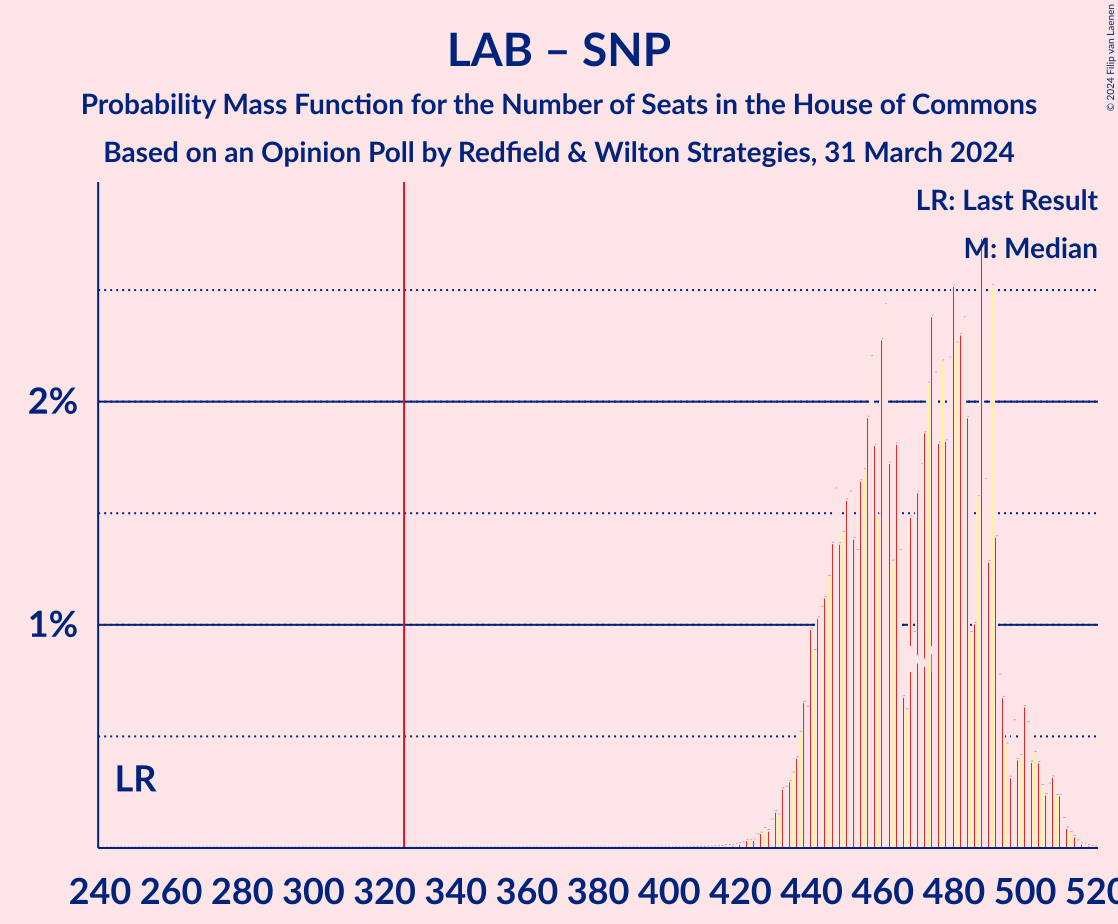 LAB – SNP
Probability Mass Function for the Number of Seats in the House of Commons
Based on an Opinion Poll by Redfield & Wilton Strategies, 31 March 2024
© 2024 Filip van Laenen
LR: Last Result
M: Median
2%
1%
LR
240 260 280 300 320 340 360 380 400 420 440 460 480 500 520